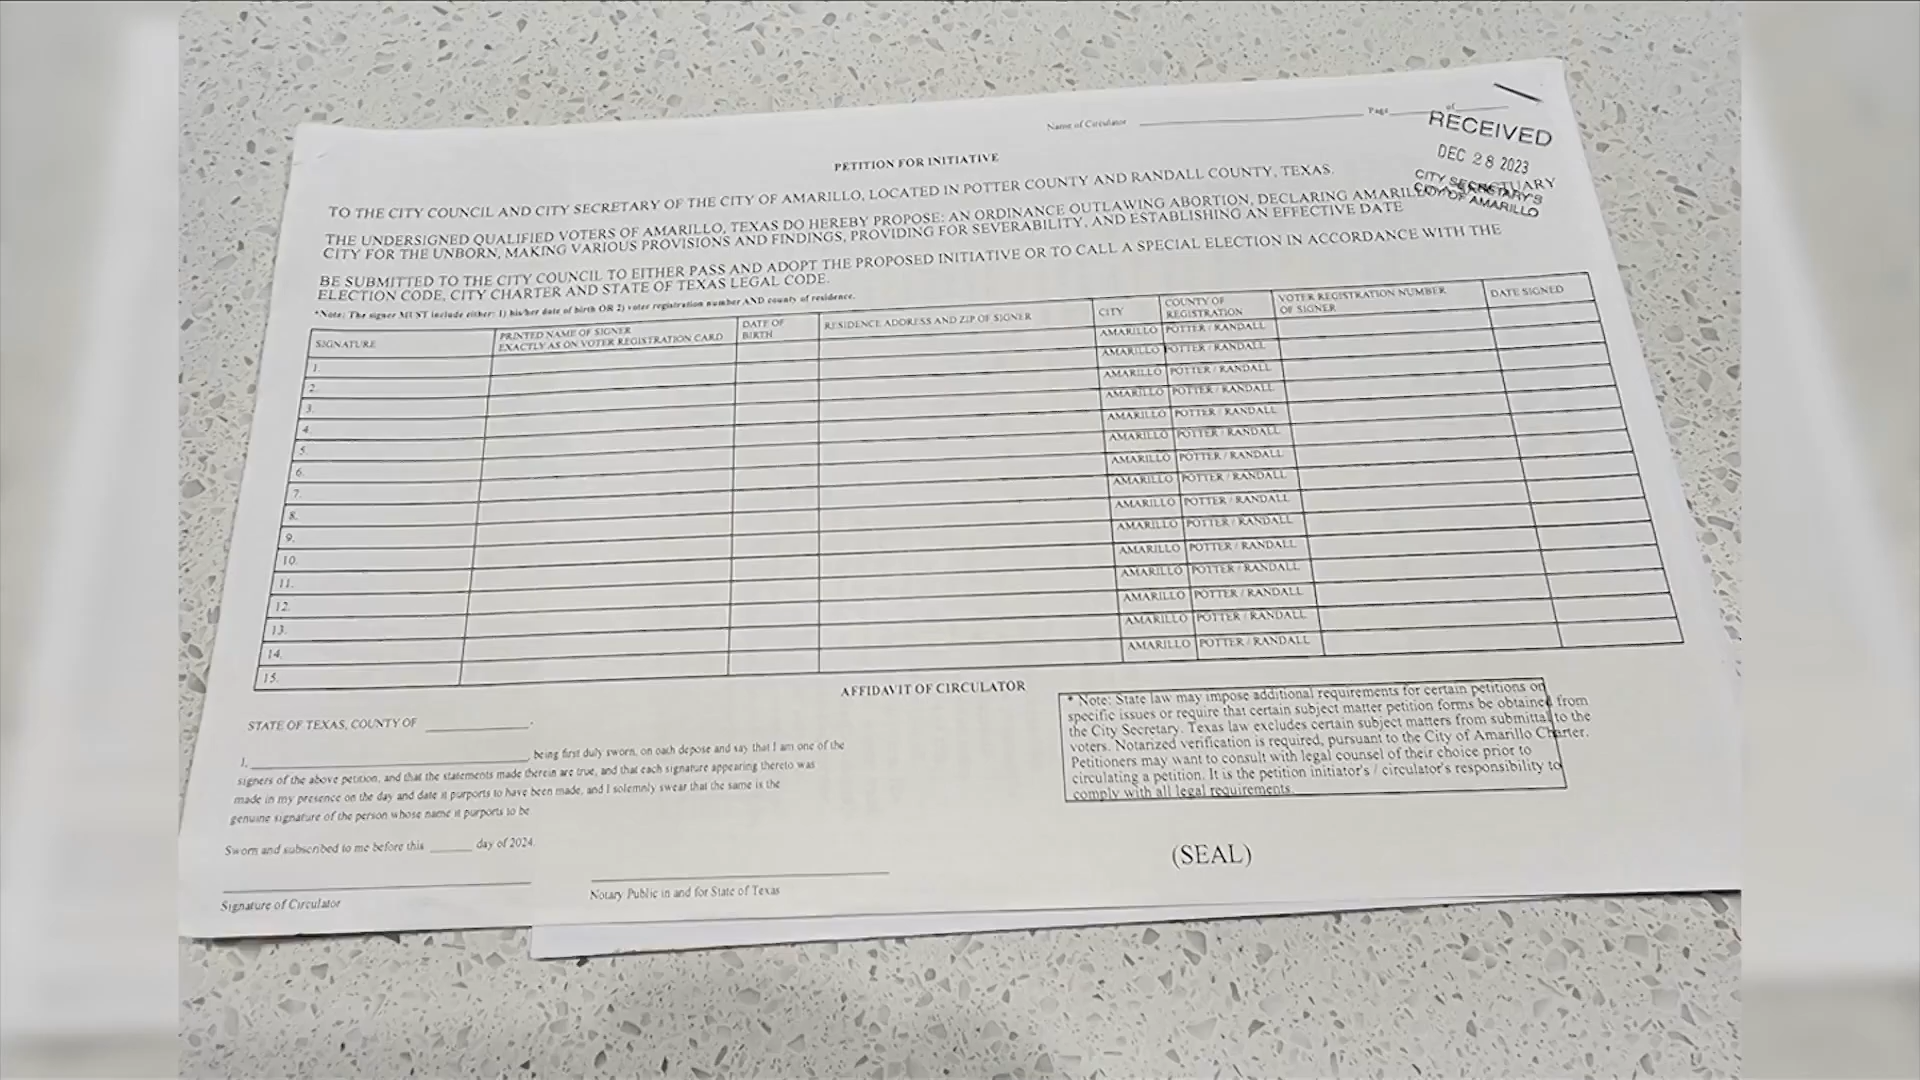 Name of Circulator Page of
RECEIVED
DEC 28 2023
CITY SECRETARY'S
CITY OF AMARILLO
PETITION FOR INITIATIVE
TO THE CITY COUNCIL AND CITY SECRETARY OF THE CITY OF AMARILLO, LOCATED IN POTTER COUNTY AND RANDALL COUNTY, TEXAS.
THE UNDERSIGNED QUALIFIED VOTERS OF AMARILLO, TEXAS DO HEREBY PROPOSE: AN ORDINANCE OUTLAWING ABORTION, DECLARING AMARILLO A SANCTUARY
CITY FOR THE UNBORN, MAKING VARIOUS PROVISIONS AND FINDINGS, PROVIDING FOR SEVERABILITY, AND ESTABLISHING AN EFFECTIVE DATE
BE SUBMITTED TO THE CITY COUNCIL TO EITHER PASS AND ADOPT THE PROPOSED INITIATIVE OR TO CALL A SPECIAL ELECTION IN ACCORDANCE WITH THE
ELECTION CODE, CITY CHARTER AND STATE OF TEXAS LEGAL CODE.
*Note: The signer MUST include either: 1) his/her date of birth OR 2) voter registration number AND county of residence.
SIGNATURE PRINTED NAME OF SIGNER DATE OF RESIDENCE ADDRESS AND ZIP OF SIGNER CITY COUNTY OF VOTER REGISTRATION NUMBER DATE SIGNED
EXACTLY AS ON VOTER REGISTRATION CARD BIRTH REGISTRATION OF SIGNER
1. AMARILLO POTTER / RANDALL
2. AMARILLO POTTER / RANDALL
3. AMARILLO POTTER / RANDALL
4. AMARILLO POTTER / RANDALL
5. AMARILLO POTTER / RANDALL
6. AMARILLO POTTER / RANDALL
7. AMARILLO POTTER / RANDALL
8. AMARILLO POTTER / RANDALL
9. AMARILLO POTTER / RANDALL
10. AMARILLO POTTER / RANDALL
11. AMARILLO POTTER / RANDALL
12. AMARILLO POTTER / RANDALL
13. AMARILLO POTTER / RANDALL
14. AMARILLO POTTER / RANDALL
15. AMARILLO POTTER / RANDALL
AFFIDAVIT OF CIRCULATOR
STATE OF TEXAS, COUNTY OF
I, being first duly sworn, on oath depose and say that I am one of the
signers of the above petition, and that the statements made therein are true, and that each signature appearing thereto was
made in my presence on the day and date it purports to have been made, and I solemnly swear that the same is the
genuine signature of the person whose name it purports to be
Sworn and subscribed to me before this day of 2024.
Signature of Circulator
Notary Public in and for State of Texas
* Note: State law may impose additional requirements for certain petitions on
specific issues or require that certain subject matter petition forms be obtained from
the City Secretary. Texas law excludes certain subject matters from submittal to the
voters. Notarized verification is required, pursuant to the City of Amarillo Charter.
Petitioners may want to consult with legal counsel of their choice prior to
circulating a petition. It is the petition initiator's / circulator's responsibility to
comply with all legal requirements.
(SEAL)